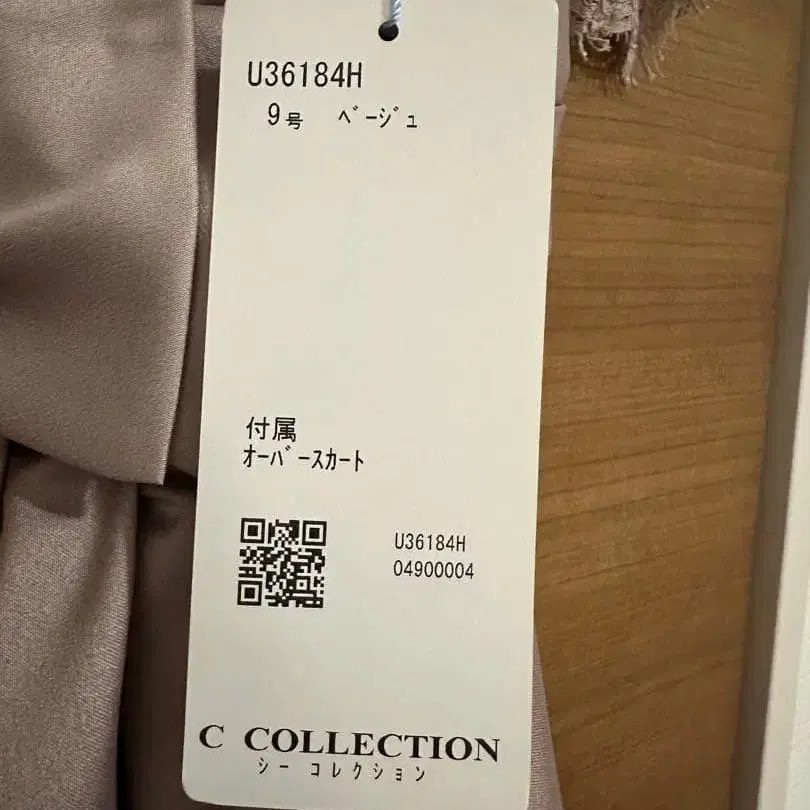 U36184H
9号 ﾍﾞｰｼﾞｭ
付属
ｵｰﾊﾞｰｽｶｰﾄ
U36184H
04900004
C COLLECTION
シー コレクション